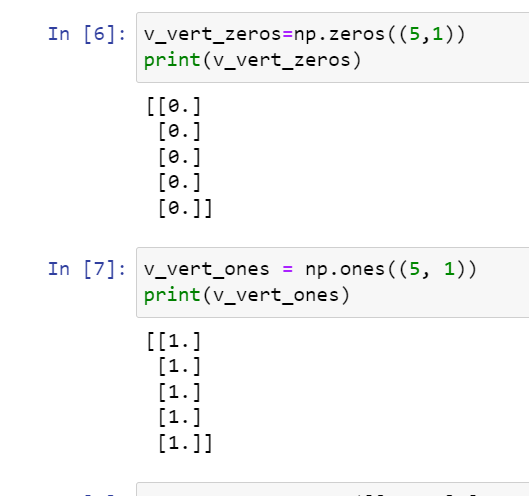 In [6]: v_vert_zeros=np.zeros((5,1))
print(v_vert_zeros)
[[0.]
[0.]
[0.]
[0.]
[0.]]
In [7]: v_vert_ones = np.ones((5, 1))
print(v_vert_ones)
[[1.]
[1.]
[1.]
[1.]
[1.]]